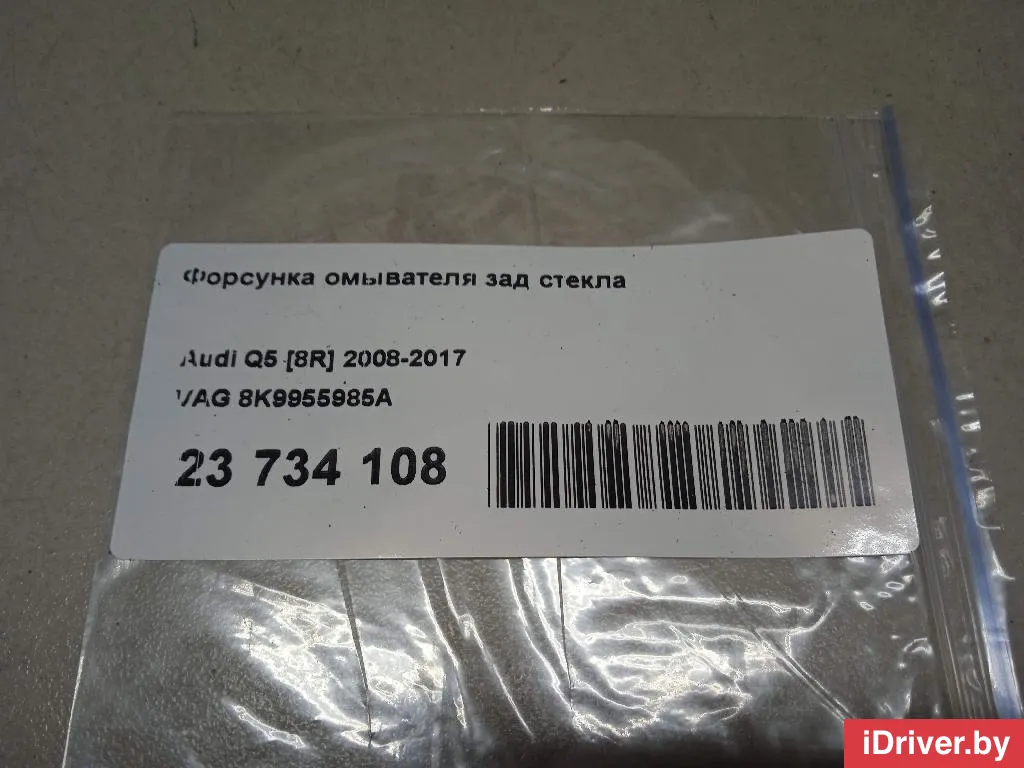 Форсунка омывателя зад стекла
Audi Q5 [8R] 2008-2017
VAG 8K9955985A
23 734 108
iDriver.by